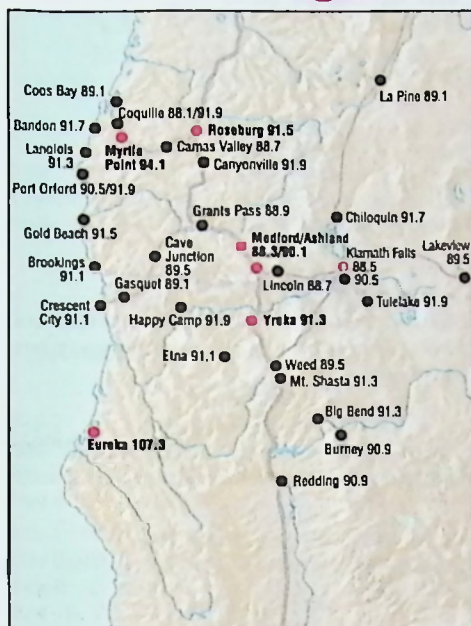 La Pine 89.1
Coos Bay 89.1
Coquille 88.1/91.9
Bandon 91.7
Roseburg 91.5
Langlois
91.3
Myrtle
Point 94.1
Camas Valley 88.7
Canyonville 91.9
Port Orford 90.5/91.9
Grants Pass 88.9
Chiloquin 91.7
Gold Beach 91.5
Medford/Ashland
88.3/90.1
Cave
Junction
89.5
Klamath Falls
88.5
90.5
Lakeview
89.5
Brookings
91.1
Lincoln 88.7
Gasquet 89.1
Tulelake 91.9
Crescent
City 91.1
Happy Camp 91.9
Yreka 91.3
Etna 91.1
Weed 89.5
Mt. Shasta 91.3
Big Bend 91.3
Eureka 107.3
Burney 90.9
Redding 90.9